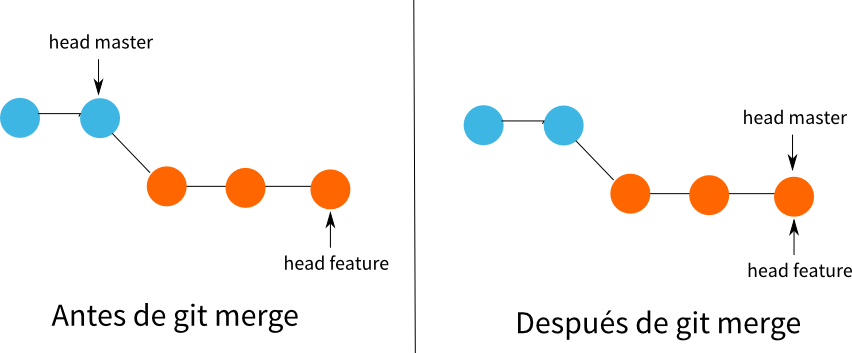 head master
head feature
Antes de git merge
head master
head feature
Después de git merge